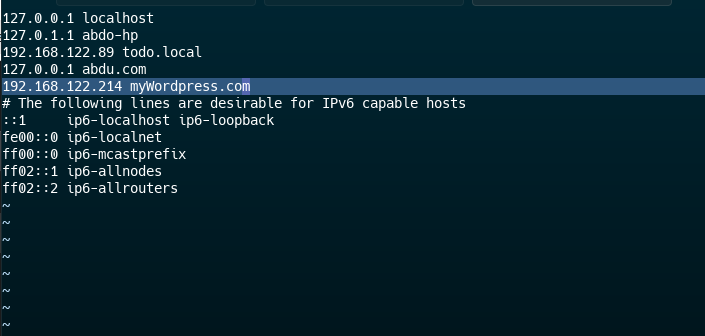 127.0.0.1 localhost
127.0.1.1 abdo-hp
192.168.122.89 todo.local
127.0.0.1 abdu.com
192.168.122.214 myWordpress.com
# The following lines are desirable for IPv6 capable hosts
::1     ip6-localhost ip6-loopback
fe00::0 ip6-localnet
ff00::0 ip6-mcastprefix
ff02::1 ip6-allnodes
ff02::2 ip6-allrouters
~
~
~
~
~
~
~
~